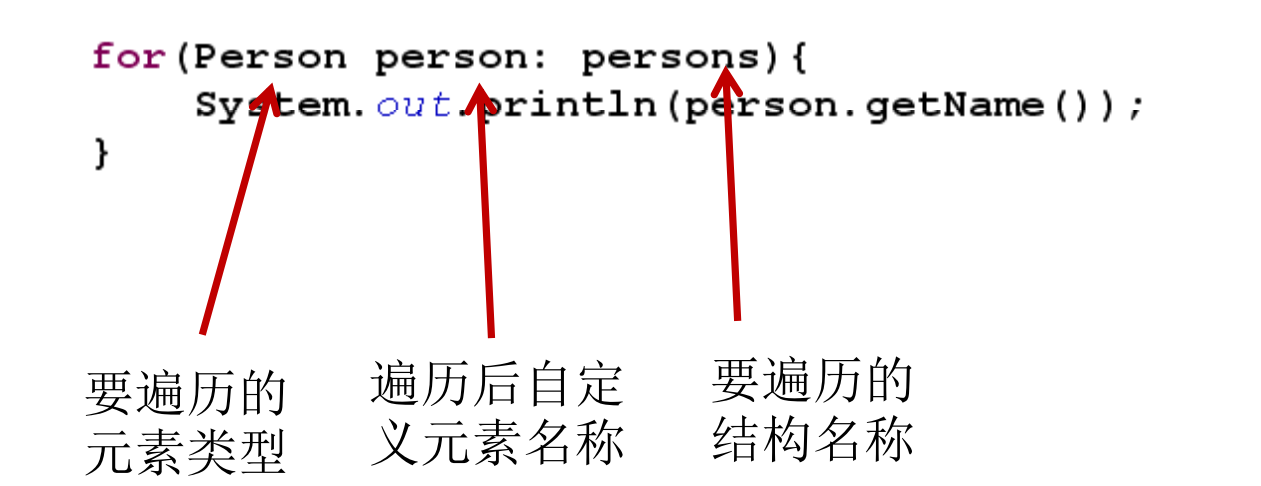 for(Person person: persons){
System.out.println(person.getName());
}
要遍历的
元素类型
遍历后自定
义元素名称
要遍历的
结构名称